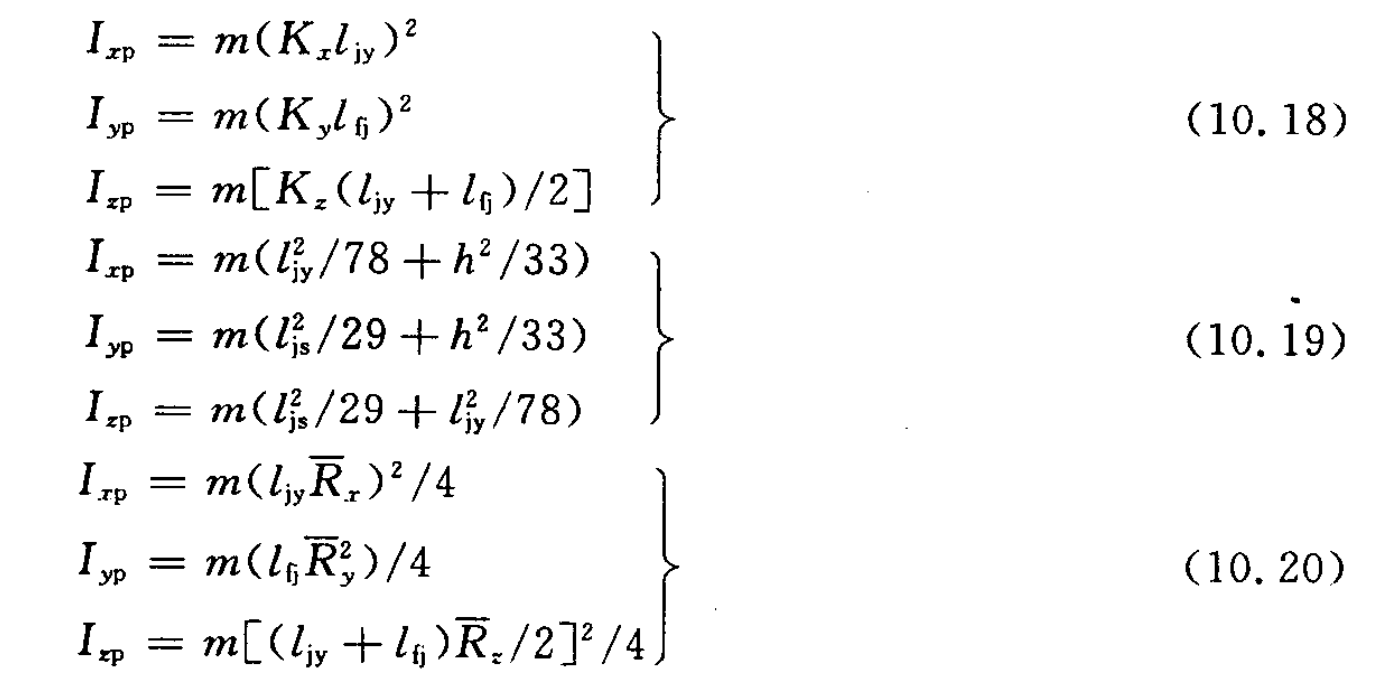 I_{xp} = m(K_x l_{jy})^2
I_{yp} = m(K_y l_{fj})^2 (10.18)
I_{zp} = m[K_z(l_{jy} + l_{fj})/2]
I_{xp} = m(l_{jy}^2/78 + h^2/33)
I_{yp} = m(l_{js}^2/29 + h^2/33) (10.19)
I_{zp} = m(l_{js}^2/29 + l_{jy}^2/78)
I_{xp} = m(l_{jy}\overline{R}_x)^2/4
I_{yp} = m(l_{fj}\overline{R}_y^2)/4 (10.20)
I_{zp} = m[(l_{jy} + l_{fj})\overline{R}_z/2]^2/4